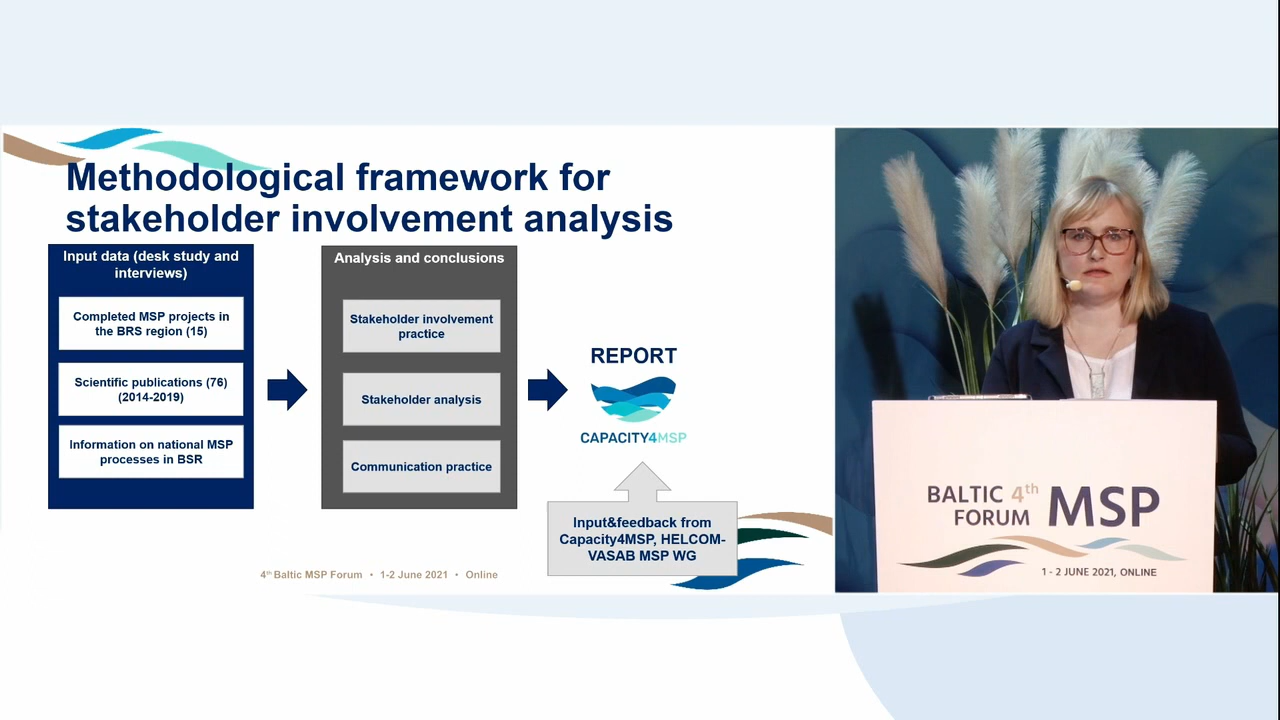 Methodological framework for
stakeholder involvement analysis
Input data (desk study and
interviews)
Completed MSP projects in
the BRS region (15)
Scientific publications (76)
(2014-2019)
Information on national MSP
processes in BSR
Analysis and conclusions
Stakeholder involvement
practice
Stakeholder analysis
Communication practice
REPORT
CAPACITY4MSP
Input&feedback from
Capacity4MSP, HELCOM-
VASAB MSP WG
4th Baltic MSP Forum • 1-2 June 2021 • Online
BALTIC 4th
FORUM MSP
1 - 2 JUNE 2021, ONLINE